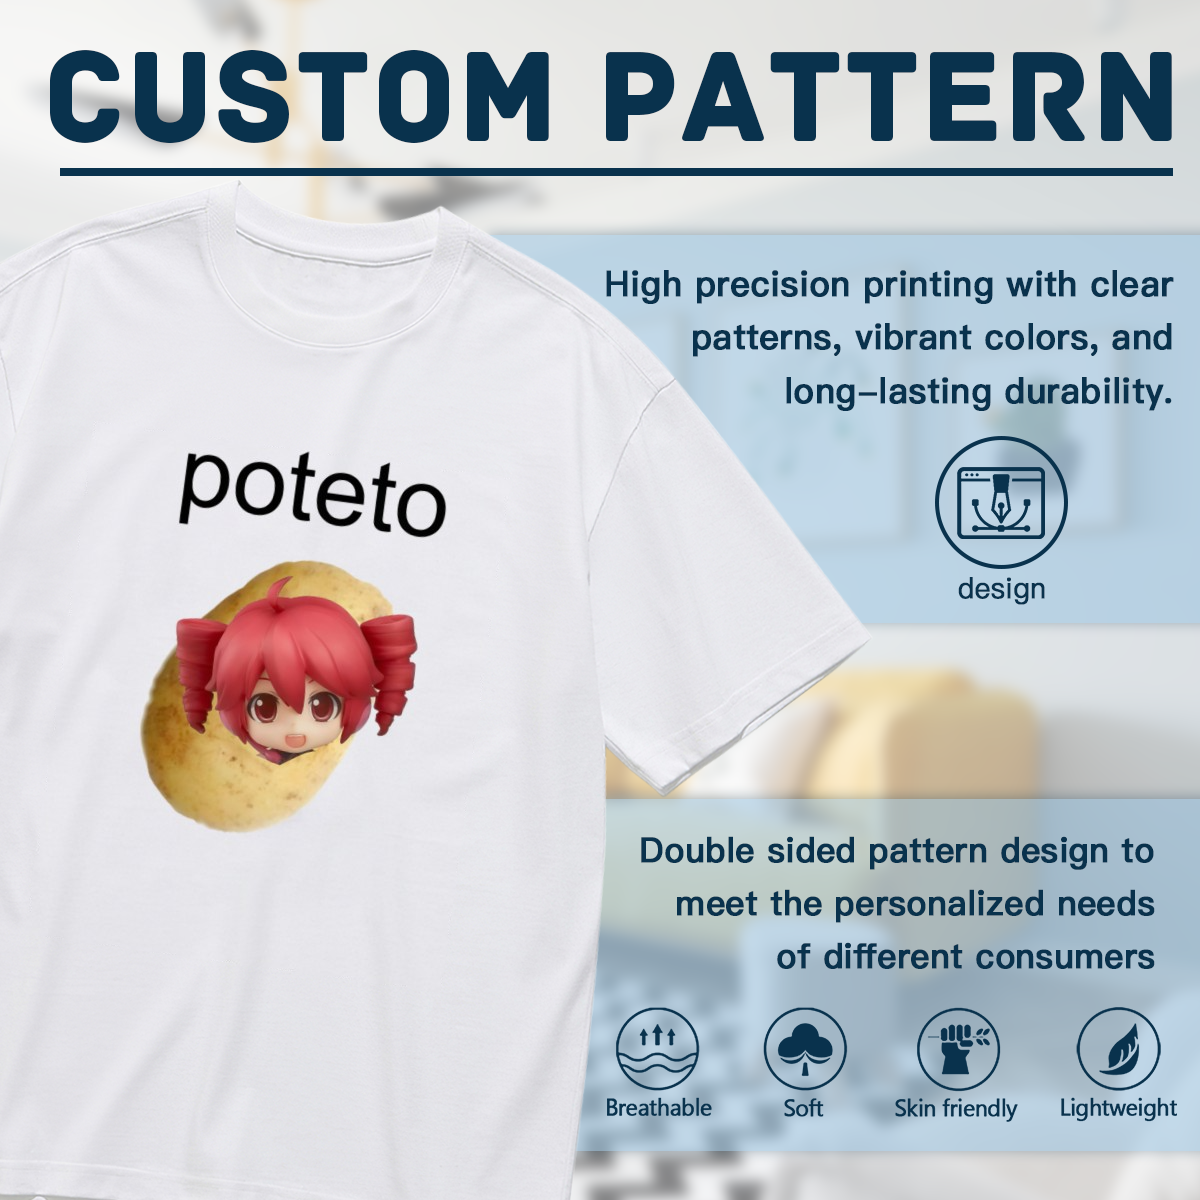 CUSTOM PATTERN
High precision printing with clear
patterns, vibrant colors, and
long-lasting durability.
design
poteto
Double sided pattern design to
meet the personalized needs
of different consumers
Breathable
Soft
Skin friendly
Lightweight